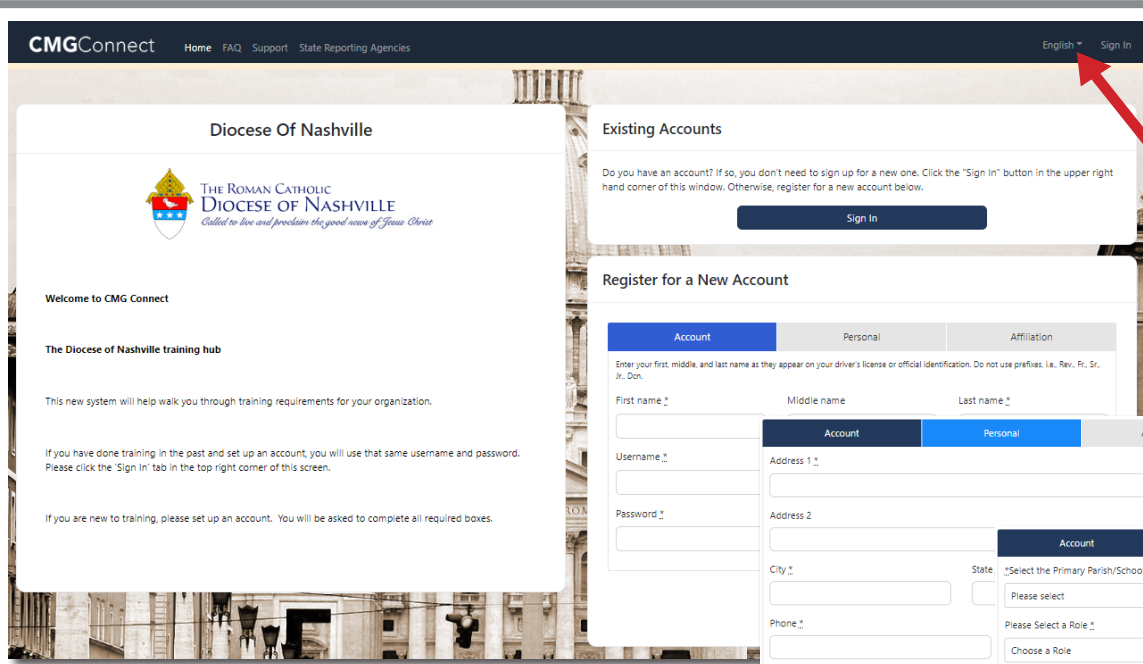 CMGConnect Home FAQ Support State Reporting Agencies English Sign In
Diocese Of Nashville
THE ROMAN CATHOLIC
DIOCESE OF NASHVILLE
Called to live and proclaim the good news of Jesus Christ
Welcome to CMG Connect
The Diocese of Nashville training hub
This new system will help walk you through training requirements for your organization.
If you have done training in the past and set up an account, you will use that same username and password.
Please click the 'Sign In' tab in the top right corner of this screen.
If you are new to training, please set up an account. You will be asked to complete all required boxes.
Existing Accounts
Do you have an account? If so, you don't need to sign up for a new one. Click the "Sign In" button in the upper right
hand corner of this window. Otherwise, register for a new account below.
Sign In
Register for a New Account
Account Personal Affiliation
Enter your first, middle, and last name as they appear on your driver's license or official identification. Do not use prefixes, i.e., Rev., Fr., Sr.,
Jr., Dcn.
First name * Middle name Last name *
Username *
Password *
Account Personal
Address 1 *
Address 2
City * State
Phone *
Account
*Select the Primary Parish/Schoo
Please select
Please Select a Role *
Choose a Role